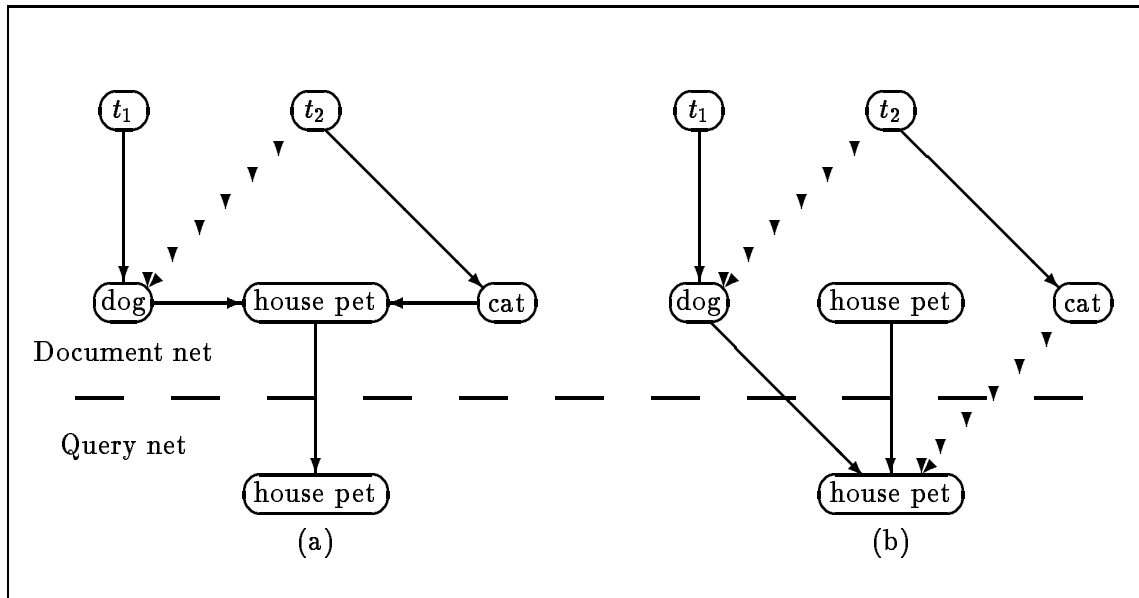 t1 t2 t1 t2
dog house pet cat dog house pet cat
Document net
Query net
house pet house pet
(a) (b)